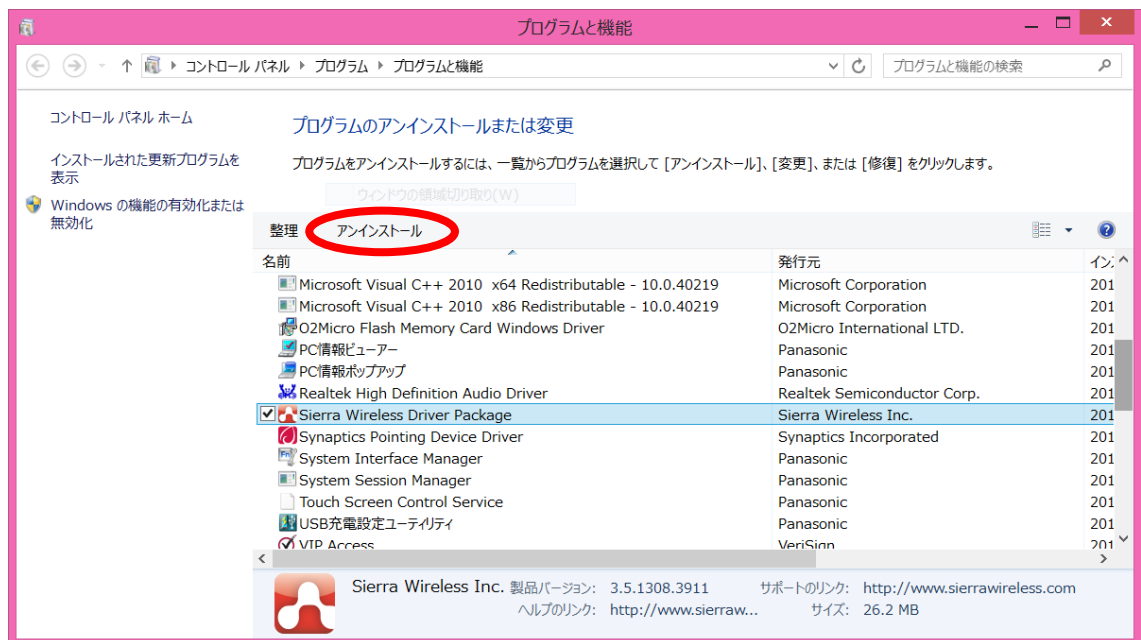 プログラムと機能
コントロール パネル プログラム プログラムと機能 プログラムと機能の検索
コントロール パネル ホーム
インストールされた更新プログラムを
表示
Windows の機能の有効化または
無効化
プログラムのアンインストールまたは変更
プログラムをアンインストールするには、一覧からプログラムを選択して [アンインストール]、[変更]、または [修復] をクリックします。
ウィンドウの領域切り取り(W)
整理 アンインストール
名前 発行元 インス
Microsoft Visual C++ 2010 x64 Redistributable - 10.0.40219 Microsoft Corporation 201
Microsoft Visual C++ 2010 x86 Redistributable - 10.0.40219 Microsoft Corporation 201
O2Micro Flash Memory Card Windows Driver O2Micro International LTD. 201
PC情報ビューアー Panasonic 201
PC情報ポップアップ Panasonic 201
Realtek High Definition Audio Driver Realtek Semiconductor Corp. 201
Sierra Wireless Driver Package Sierra Wireless Inc. 201
Synaptics Pointing Device Driver Synaptics Incorporated 201
System Interface Manager Panasonic 201
System Session Manager Panasonic 201
Touch Screen Control Service Panasonic 201
USB充電設定ユーティリティ Panasonic 201
VIP Access VeriSign 201
Sierra Wireless Inc. 製品バージョン: 3.5.1308.3911 サポートのリンク: http://www.sierrawireless.com
ヘルプのリンク: http://www.sierraw... サイズ: 26.2 MB